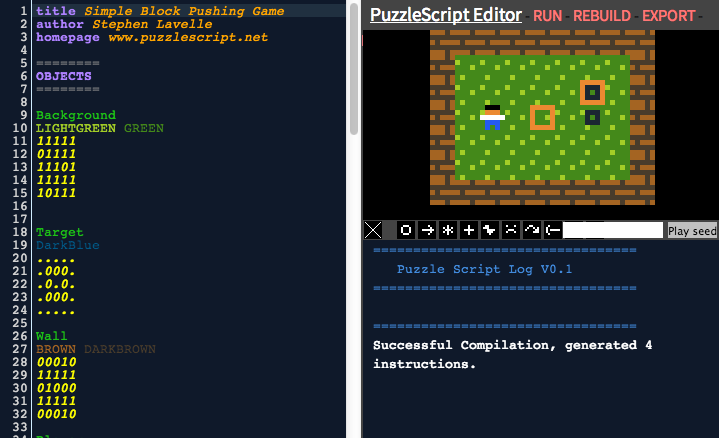 1 title Simple Block Pushing Game
2 author Stephen Lavelle
3 homepage www.puzzlescript.net
4
5 ========
6 OBJECTS
7 ========
8
9 Background
10 LIGHTGREEN GREEN
11 11111
12 01111
13 11101
14 11111
15 10111
16
17
18 Target
19 DarkBlue
20 .....
21 .000.
22 .0.0.
23 .000.
24 .....
25
26 Wall
27 BROWN DARKBROWN
28 00010
29 11111
30 01000
31 11111
32 00010
33
PuzzleScript Editor - RUN - REBUILD - EXPORT -
Play seed
=================================
Puzzle Script Log V0.1
=================================
=================================
Successful Compilation, generated 4
instructions.